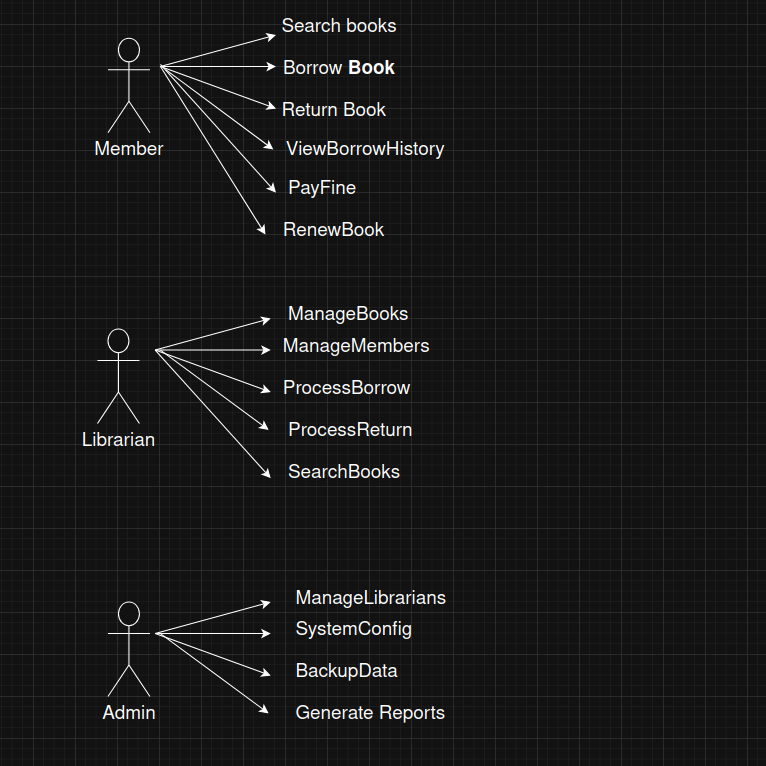 Search books
Borrow Book
Return Book
Member
ViewBorrowHistory
PayFine
RenewBook
ManageBooks
ManageMembers
ProcessBorrow
ProcessReturn
Librarian
SearchBooks
ManageLibrarians
SystemConfig
BackupData
Admin
Generate Reports